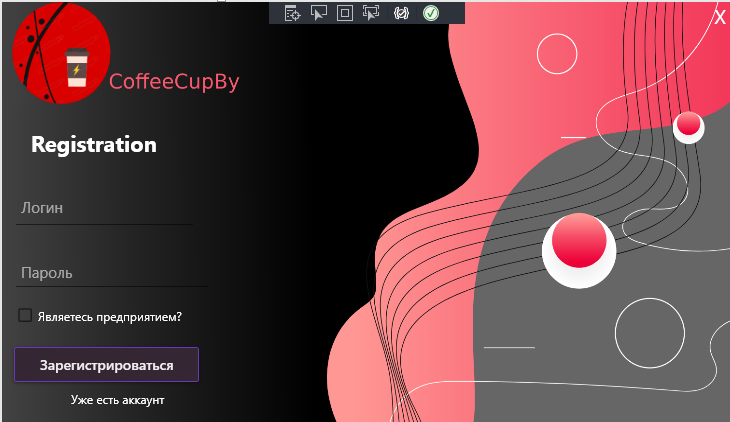 X
CoffeeCupBy
Registration
Логин
Пароль
Являетесь предприятием?
Зарегистрироваться
Уже есть аккаунт